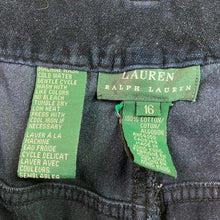 MACHINE WASH
COLD WATER
GENTLE CYCLE
WASH WITH
LIKE COLORS
NO BLEACH
TUMBLE DRY
LOW HEAT
PRESS WITH
COOL IRON IF
NECESSARY
LAVER À LA
MACHINE
EAU FROIDE
CYCLE DELICAT
LAVER AVEC
COULEURS
SEMBLABLES
LAUREN
RALPH LAUREN
16
100% COTTON/
COTON/
ALGODON